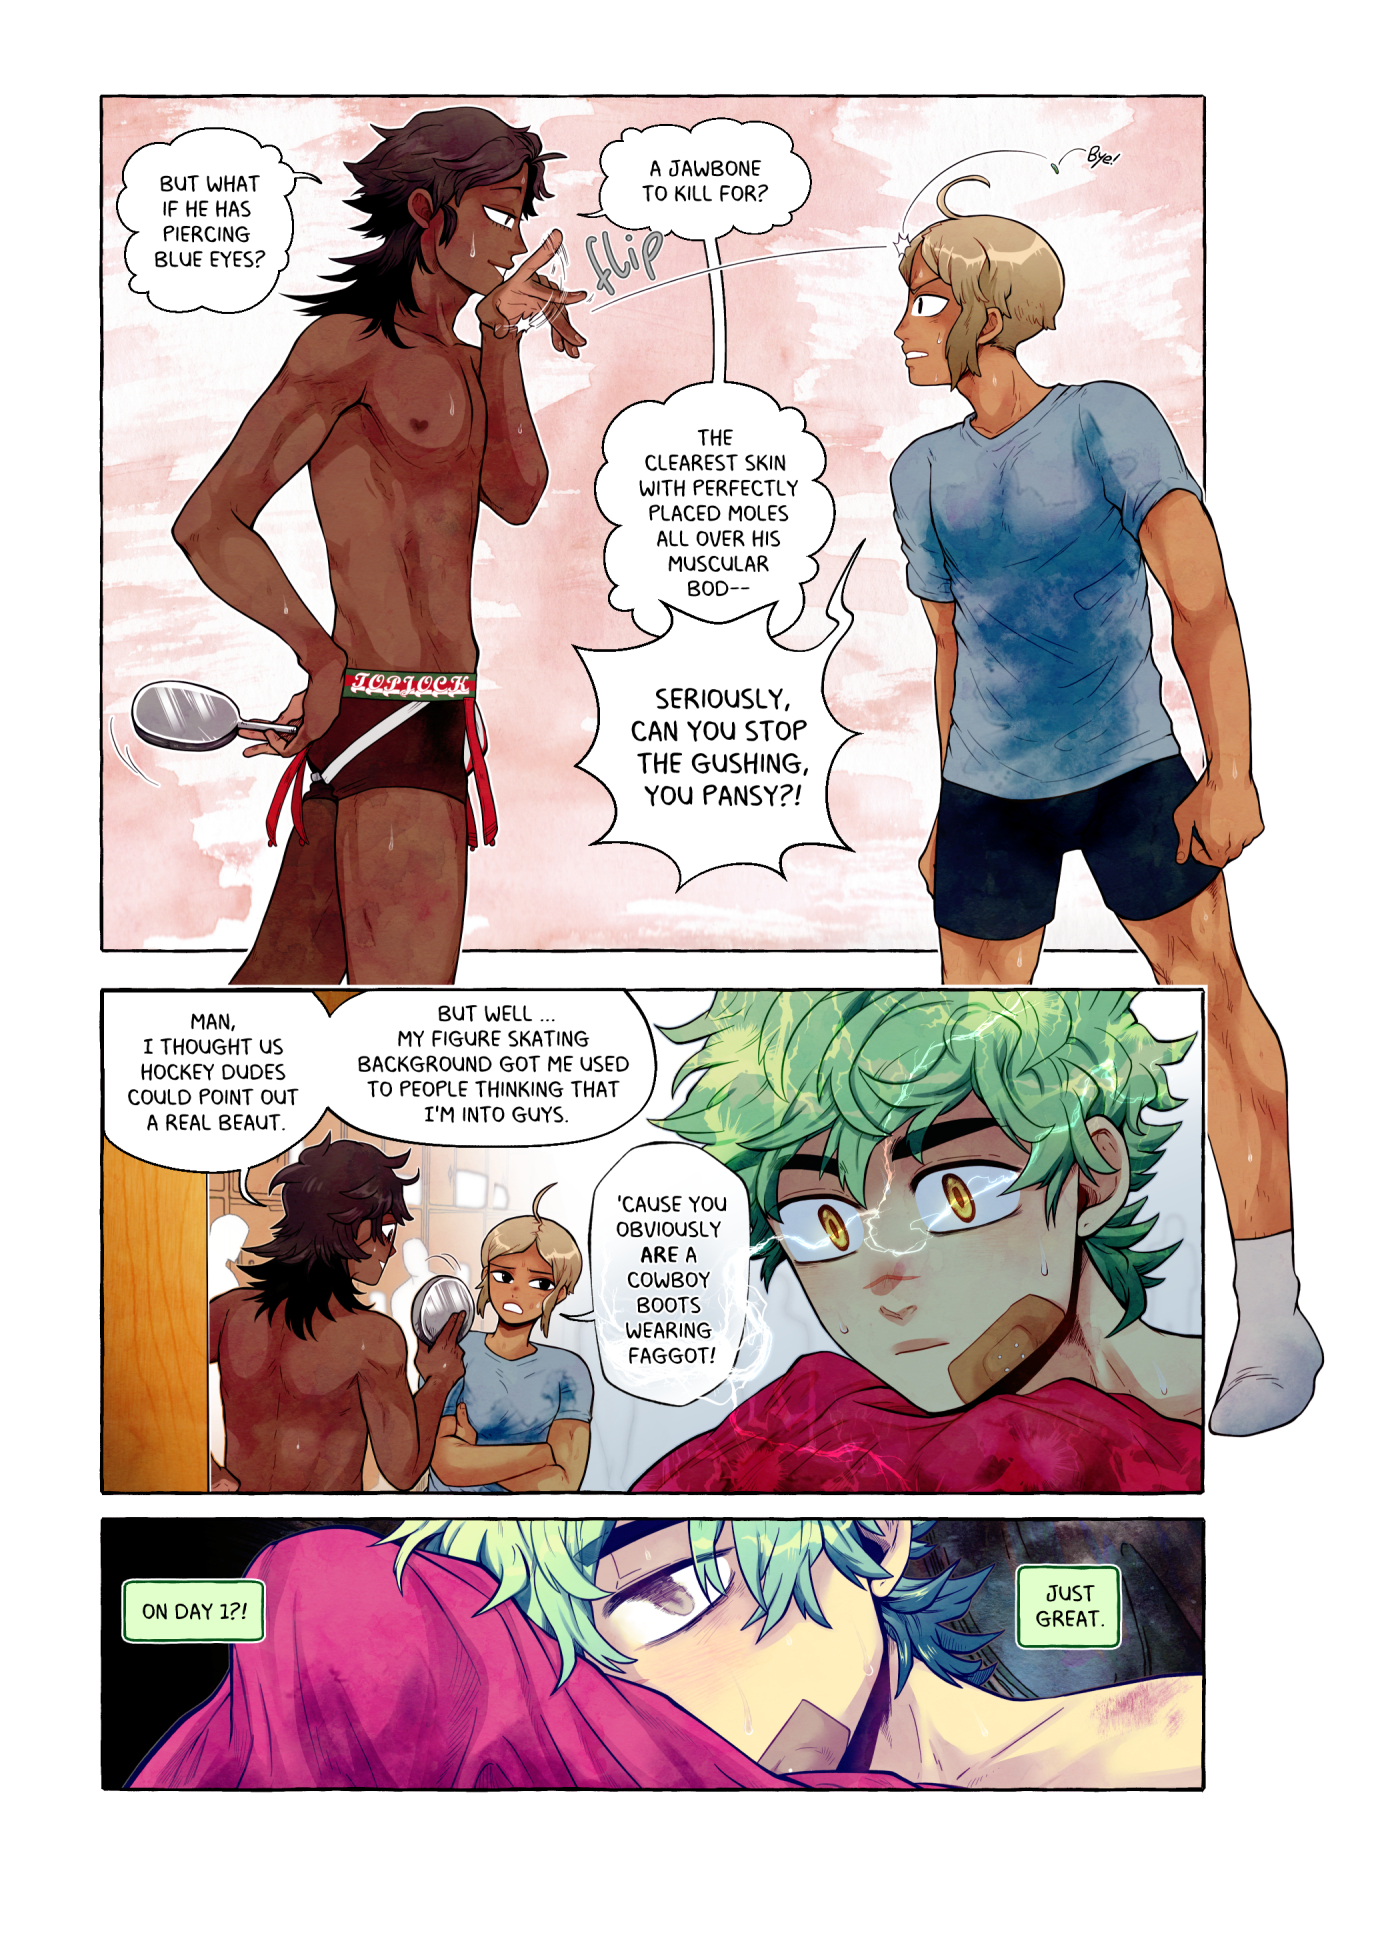 BUT WHAT
IF HE HAS
PIERCING
BLUE EYES?
A JAWBONE
TO KILL FOR?
flip
Bye!
THE
CLEAREST SKIN
WITH PERFECTLY
PLACED MOLES
ALL OVER HIS
MUSCULAR
BOD--
TOPJOCK
SERIOUSLY,
CAN YOU STOP
THE GUSHING,
YOU PANSY?!
MAN,
I THOUGHT US
HOCKEY DUDES
COULD POINT OUT
A REAL BEAUT.
BUT WELL ...
MY FIGURE SKATING
BACKGROUND GOT ME USED
TO PEOPLE THINKING THAT
I'M INTO GUYS.
'CAUSE YOU
OBVIOUSLY
ARE A
COWBOY
BOOTS
WEARING
FAGGOT!
ON DAY 1?!
JUST
GREAT.